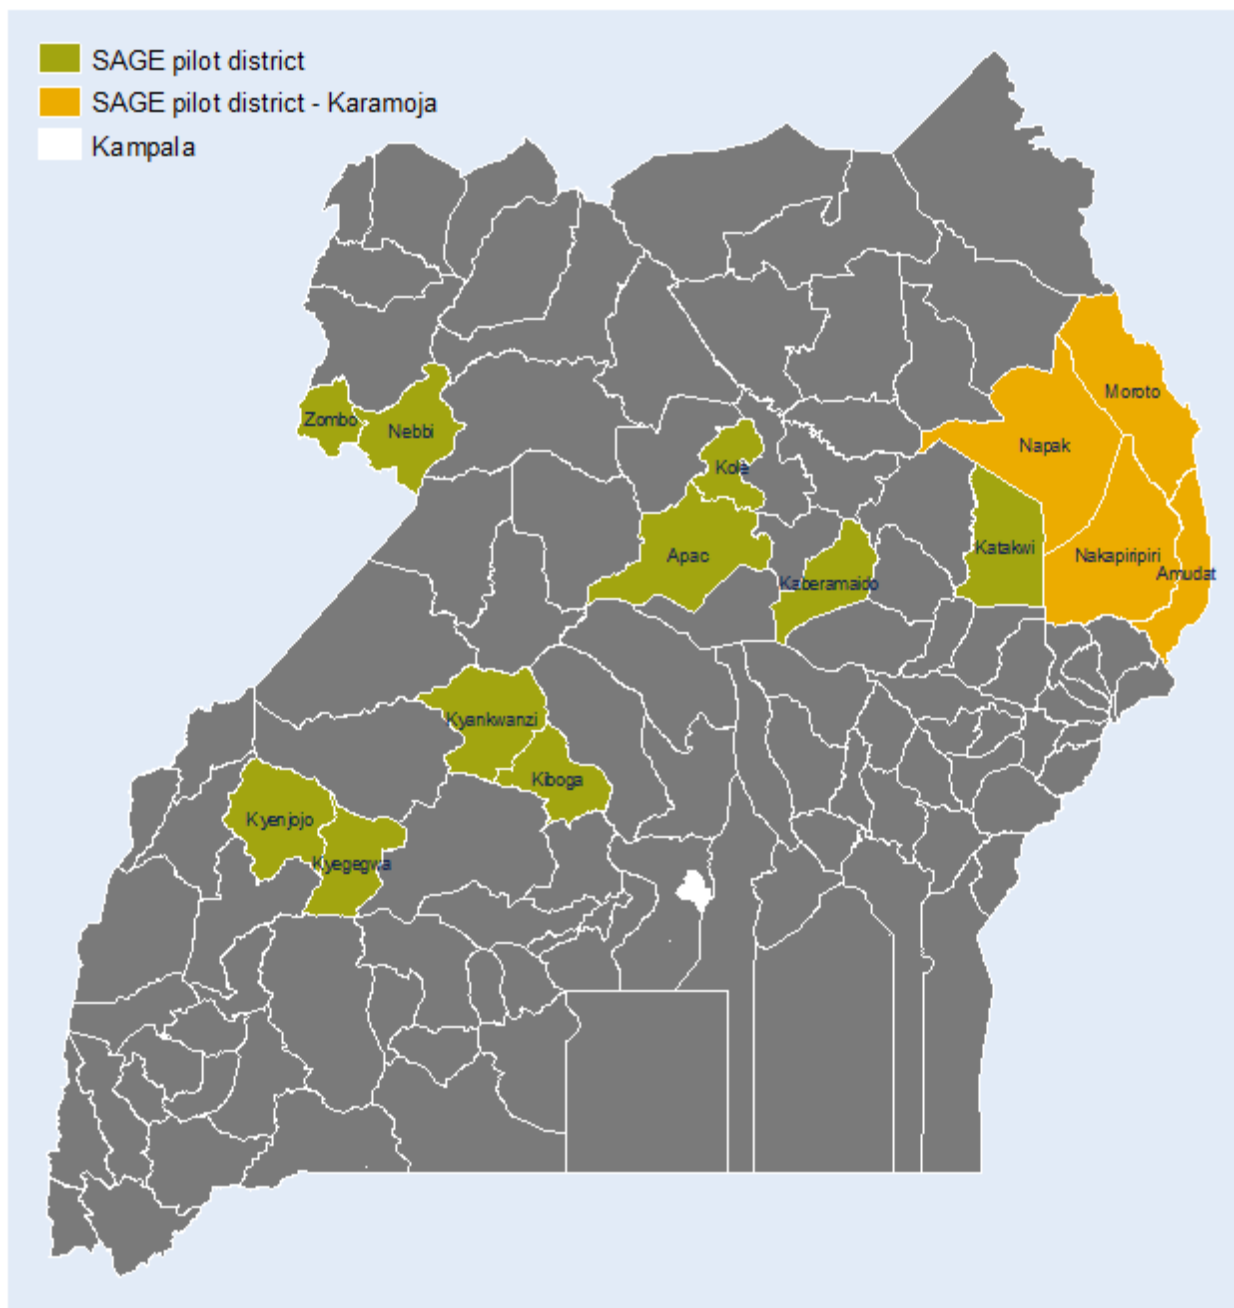 SAGE pilot district
SAGE pilot district - Karamoja
Kampala
Moroto
Zombo
Nebbi
Napak
Kole
Apac
Katakwi
Nakapiripiri
Amudat
Kaberamaido
Kyankwanzi
Kiboga
Kyenjojo
Kyegegwa